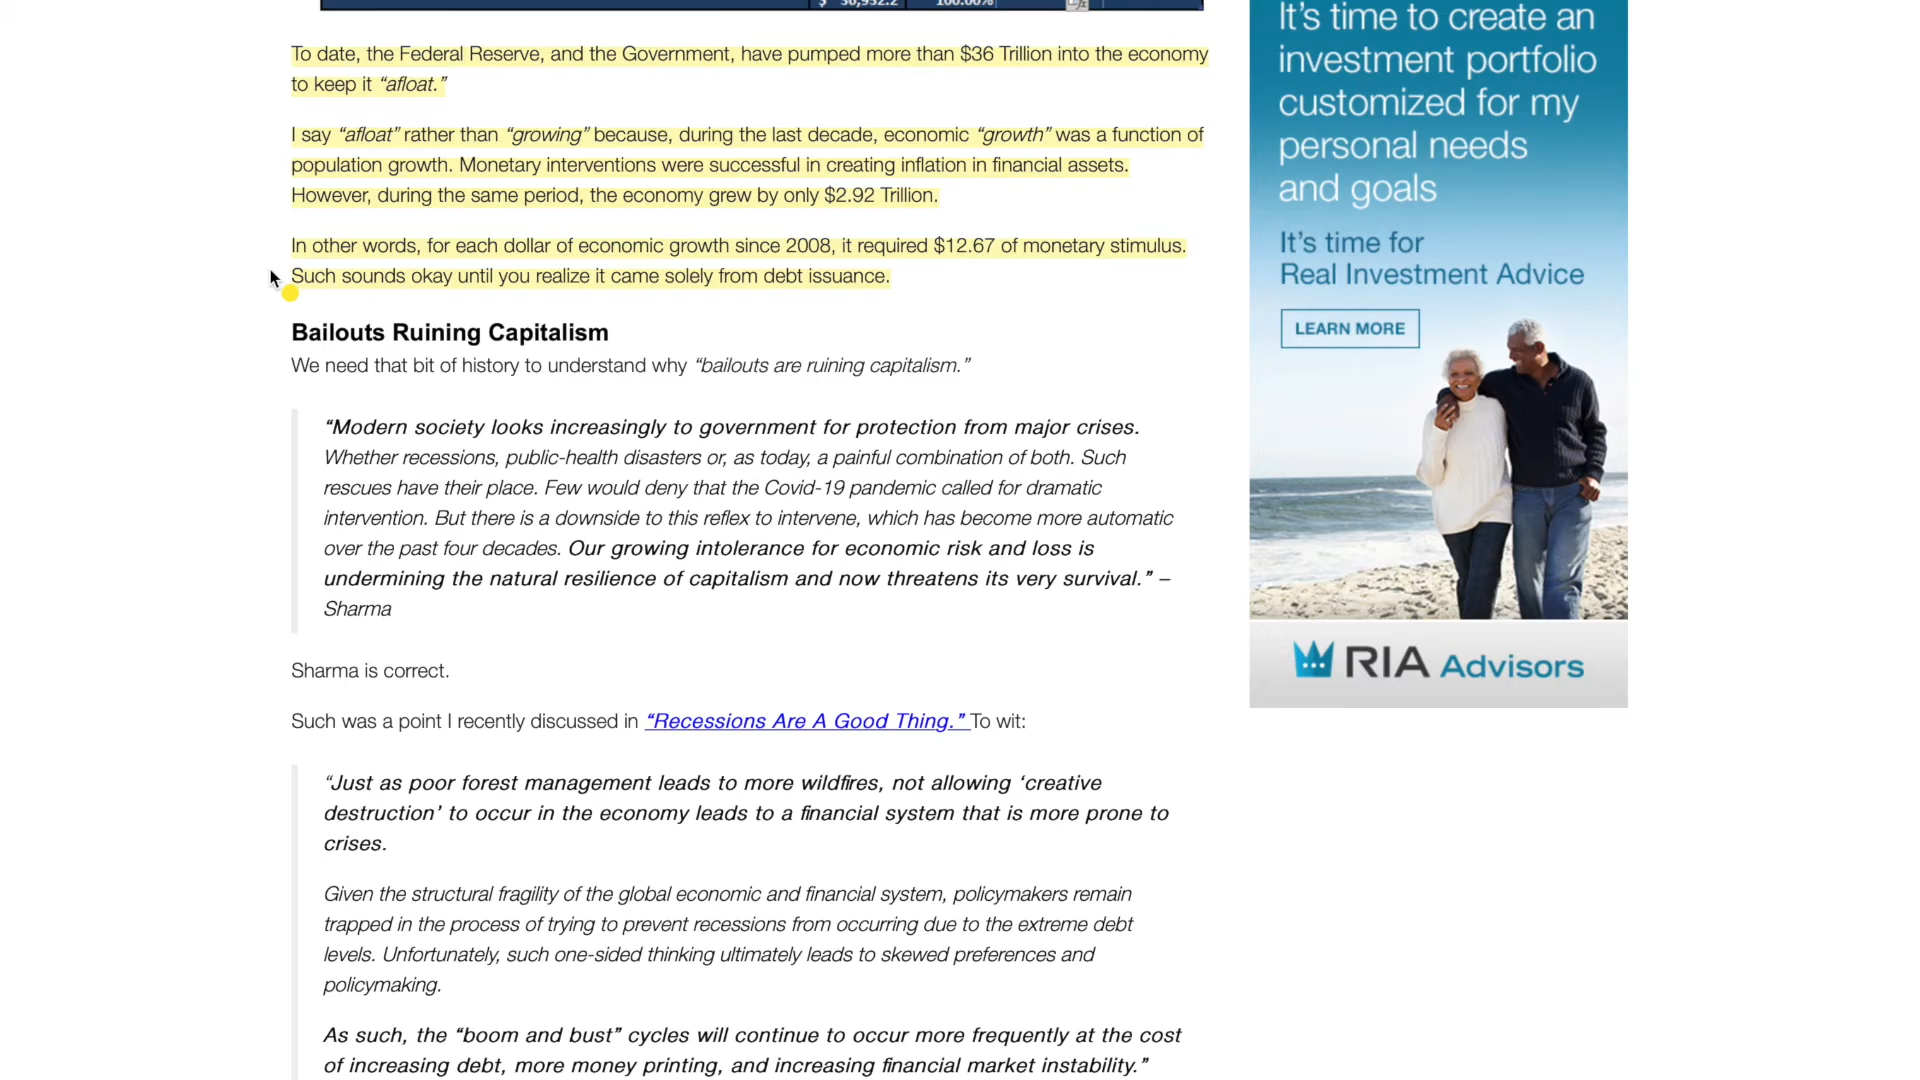 To date, the Federal Reserve, and the Government, have pumped more than $36 Trillion into the economy
to keep it “afloat.”
I say “afloat” rather than “growing” because, during the last decade, economic “growth” was a function of
population growth. Monetary interventions were successful in creating inflation in financial assets.
However, during the same period, the economy grew by only $2.92 Trillion.
In other words, for each dollar of economic growth since 2008, it required $12.67 of monetary stimulus.
Such sounds okay until you realize it came solely from debt issuance.
Bailouts Ruining Capitalism
We need that bit of history to understand why “bailouts are ruining capitalism.”
“Modern society looks increasingly to government for protection from major crises.
Whether recessions, public-health disasters or, as today, a painful combination of both. Such
rescues have their place. Few would deny that the Covid-19 pandemic called for dramatic
intervention. But there is a downside to this reflex to intervene, which has become more automatic
over the past four decades. Our growing intolerance for economic risk and loss is
undermining the natural resilience of capitalism and now threatens its very survival.” –
Sharma
Sharma is correct.
Such was a point I recently discussed in “Recessions Are A Good Thing.” To wit:
“Just as poor forest management leads to more wildfires, not allowing ‘creative
destruction’ to occur in the economy leads to a financial system that is more prone to
crises.
Given the structural fragility of the global economic and financial system, policymakers remain
trapped in the process of trying to prevent recessions from occurring due to the extreme debt
levels. Unfortunately, such one-sided thinking ultimately leads to skewed preferences and
policymaking.
As such, the “boom and bust” cycles will continue to occur more frequently at the cost
of increasing debt, more money printing, and increasing financial market instability.”
It’s time to create an
investment portfolio
customized for my
personal needs
and goals
It’s time for
Real Investment Advice
LEARN MORE
RIA Advisors